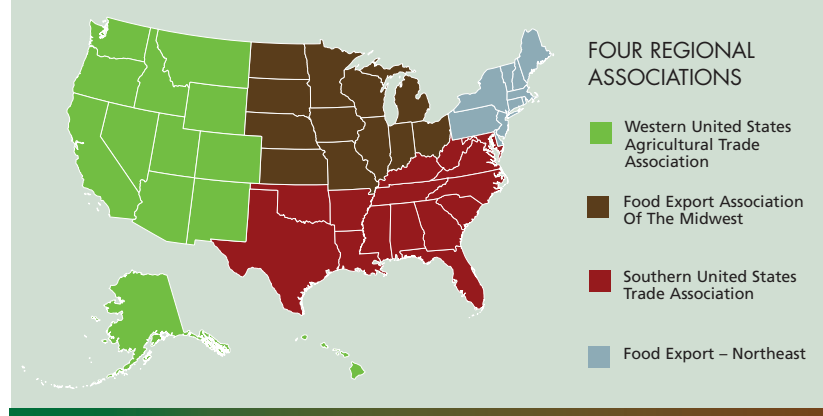 FOUR REGIONAL
ASSOCIATIONS
Western United States
Agricultural Trade
Association
Food Export Association
Of The Midwest
Southern United States
Trade Association
Food Export – Northeast